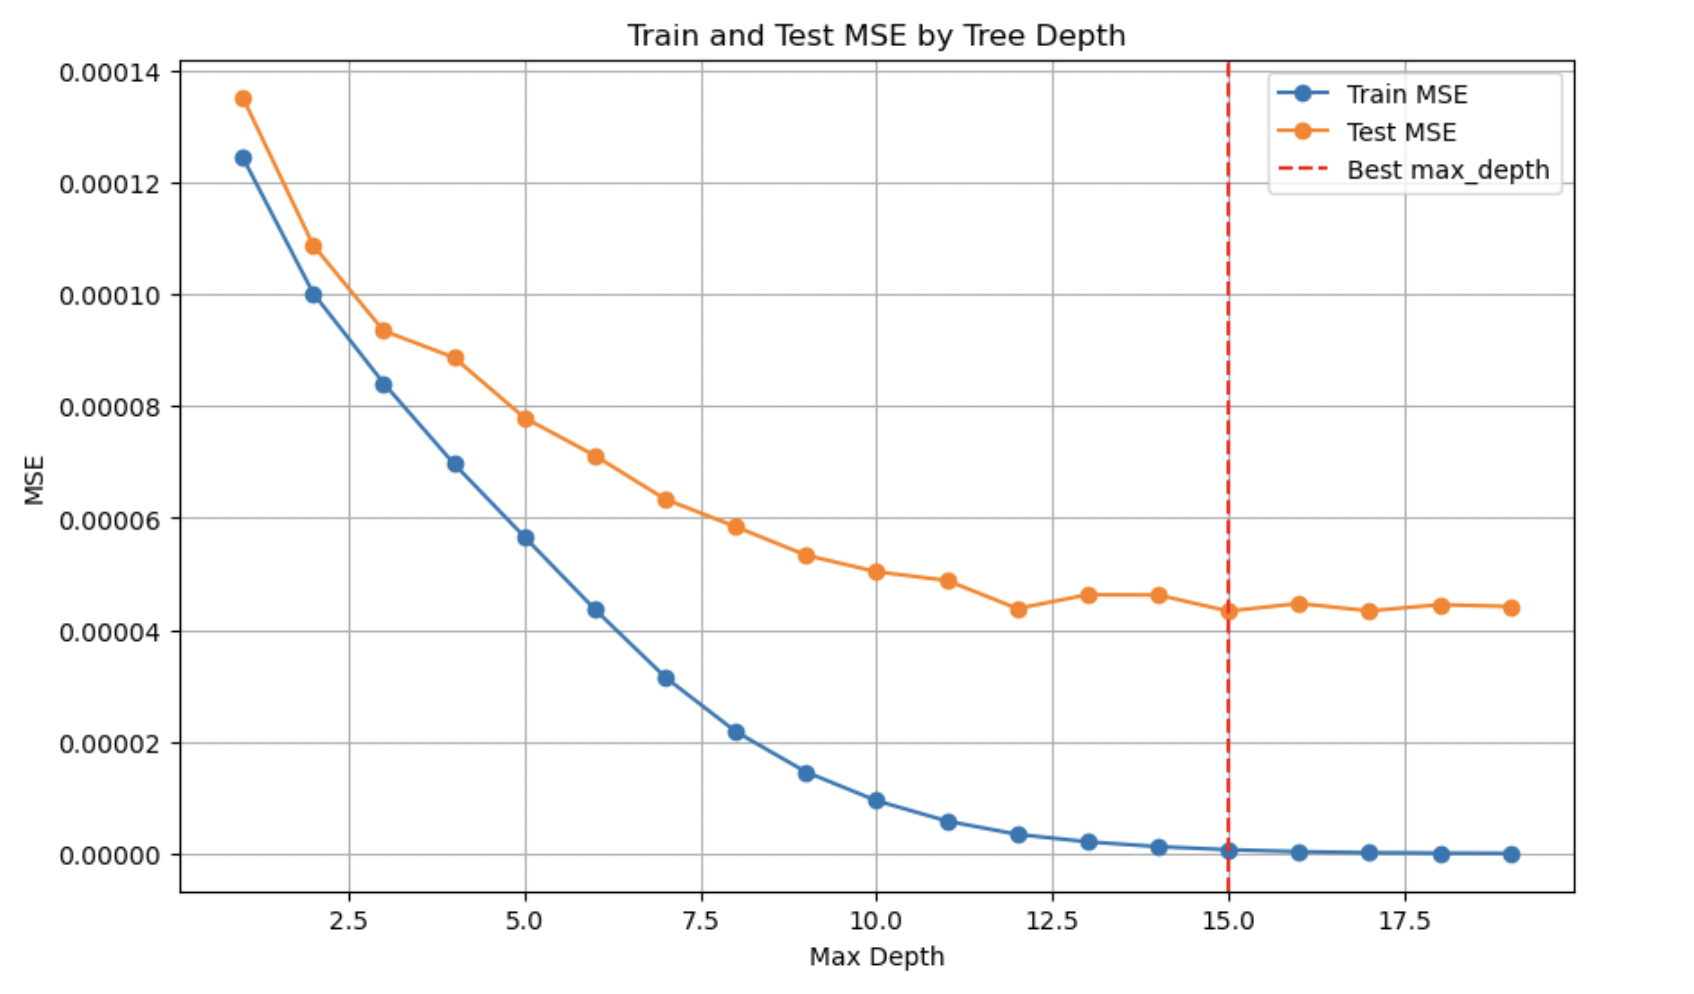 Train and Test MSE by Tree Depth
Train MSE
Test MSE
Best max_depth
MSE
0.00014
0.00012
0.00010
0.00008
0.00006
0.00004
0.00002
0.00000
2.5 5.0 7.5 10.0 12.5 15.0 17.5
Max Depth